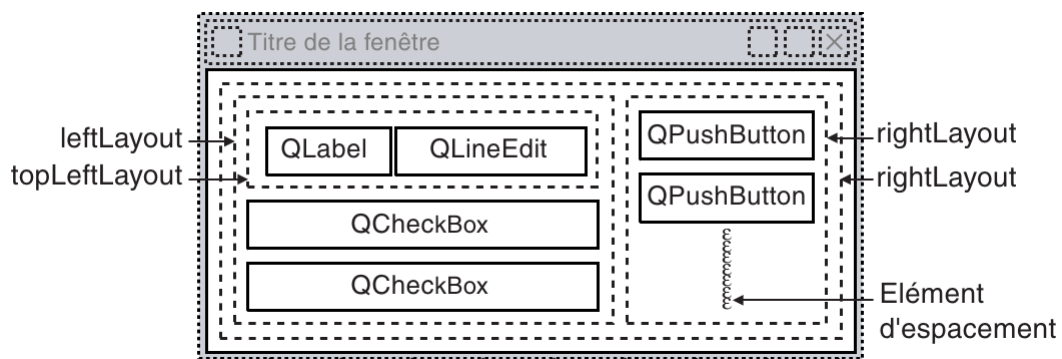 Titre de la fenêtre
leftLayout
topLeftLayout
QLabel
QLineEdit
QCheckBox
QCheckBox
QPushButton
QPushButton
rightLayout
rightLayout
Elément
d'espacement